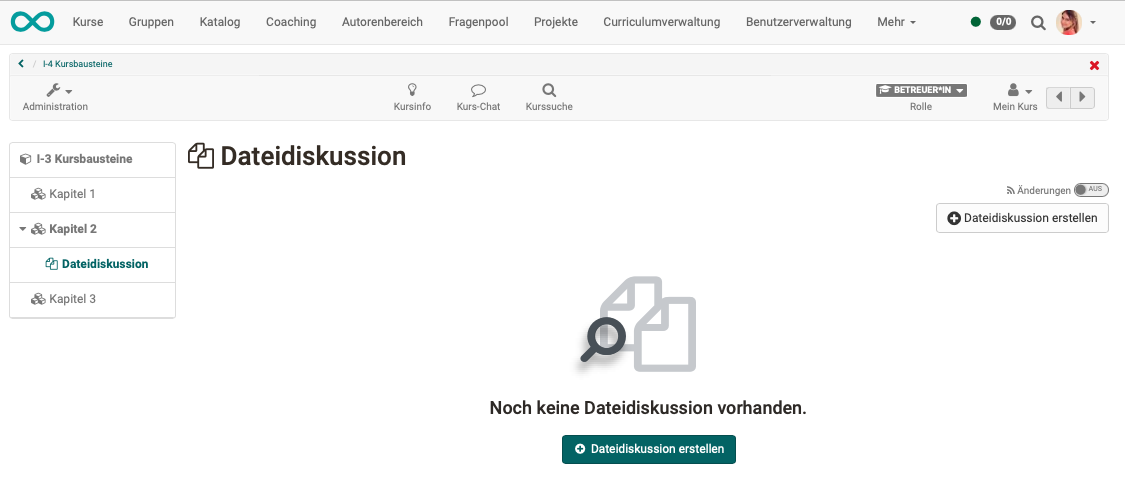 Kurse Gruppen Katalog Coaching Autorenbereich Fragenpool Projekte Curriculumverwaltung Benutzerverwaltung Mehr 0/0
/ I-4 Kursbausteine
Administration Kursinfo Kurs-Chat Kurssuche BETREUER*IN Rolle Mein Kurs
I-3 Kursbausteine
Kapitel 1
Kapitel 2
Dateidiskussion
Kapitel 3
Dateidiskussion
Änderungen AUS
Dateidiskussion erstellen
Noch keine Dateidiskussion vorhanden.
Dateidiskussion erstellen